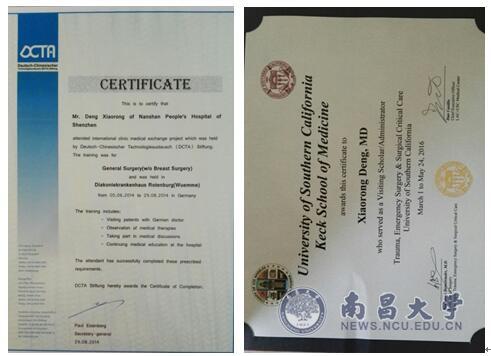 DCTA
Deutsch-Chinesischer
CERTIFICATE
This is to certify that
Mr. Deng Xiaorong of Nanshan People's Hospital of
Shenzhen
attended international clinic medical exchange project which was held
by Deutsch-Chinesischer Technologieaustauch (DCTA) Stiftung.
The training was for
General Surgery(w/o Breast Surgery)
and was held in
Diakoniekrankenhaus Rotenburg(Wuemme)
from 05.06.2014 to 29.08.2014 in Germany
The training includes:
- Visiting patients with German doctor
- Observation of medical therapies
- Taking part in medical discussions
- Continuing medical education at the hospital
The attendant has successfully completed these prescribed
requirements.
DCTA Stiftung hereby awards the Certificate of Completion.
Paul Eisenberg
Secretary-general
29.08.2014
University of Southern California
Keck School of Medicine
awards this certificate to
Xiaorong Deng, MD
who served as a Visiting Scholar/Administrator
Trauma, Emergency Surgery & Surgical Critical Care
University of Southern California
March 1 to May 24, 2016
南昌大学
NEWS.NCU.EDU.CN